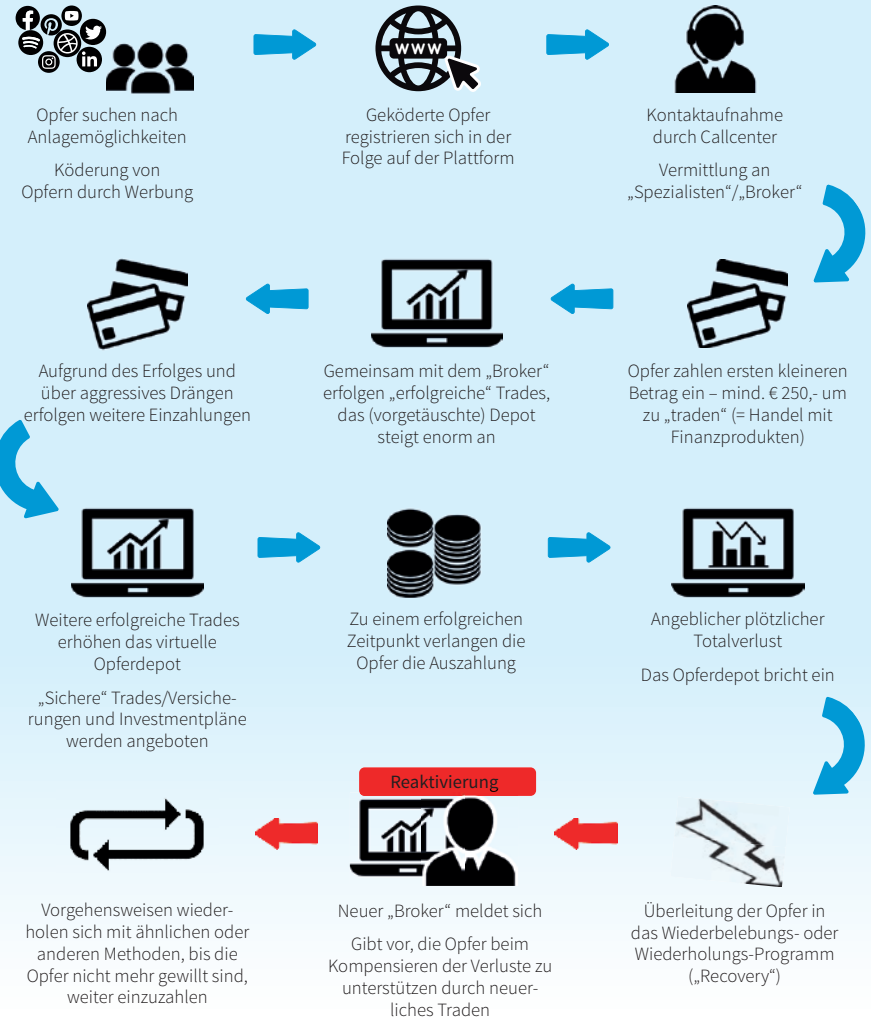 WWW
Opfer suchen nach
Anlagemöglichkeiten
Köderung von
Opfern durch Werbung
Geköderte Opfer
registrieren sich in der
Folge auf der Plattform
Kontaktaufnahme
durch Callcenter
Vermittlung an
„Spezialisten“/„Broker“
Opfer zahlen ersten kleineren
Betrag ein – mind. € 250,- um
zu „traden“ (= Handel mit
Finanzprodukten)
Gemeinsam mit dem „Broker“
erfolgen „erfolgreiche“ Trades,
das (vorgetäuschte) Depot
steigt enorm an
Aufgrund des Erfolges und
über aggressives Drängen
erfolgen weitere Einzahlungen
Weitere erfolgreiche Trades
erhöhen das virtuelle
Opferdepot
„Sichere“ Trades/Versiche-
rungen und Investmentpläne
werden angeboten
Zu einem erfolgreichen
Zeitpunkt verlangen die
Opfer die Auszahlung
Angeblicher plötzlicher
Totalverlust
Das Opferdepot bricht ein
Überleitung der Opfer in
das Wiederbelebungs- oder
Wiederholungs-Programm
(„Recovery“)
Reaktivierung
Neuer „Broker“ meldet sich
Gibt vor, die Opfer beim
Kompensieren der Verluste zu
unterstützen durch neuer-
liches Traden
Vorgehensweisen wieder-
holen sich mit ähnlichen oder
anderen Methoden, bis die
Opfer nicht mehr gewillt sind,
weiter einzuzahlen